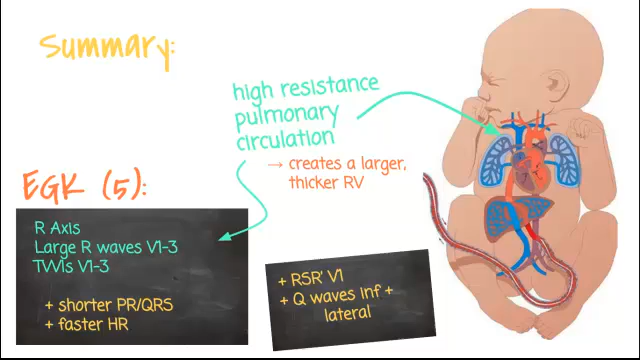 Summary:
high resistance
pulmonary
circulation
→ creates a larger,
thicker RV
EGK (5):
R Axis
Large R waves V1-3
TWIs V1-3
+ shorter PR/QRS
+ faster HR
+ RSR' V1
+ Q waves inf +
lateral